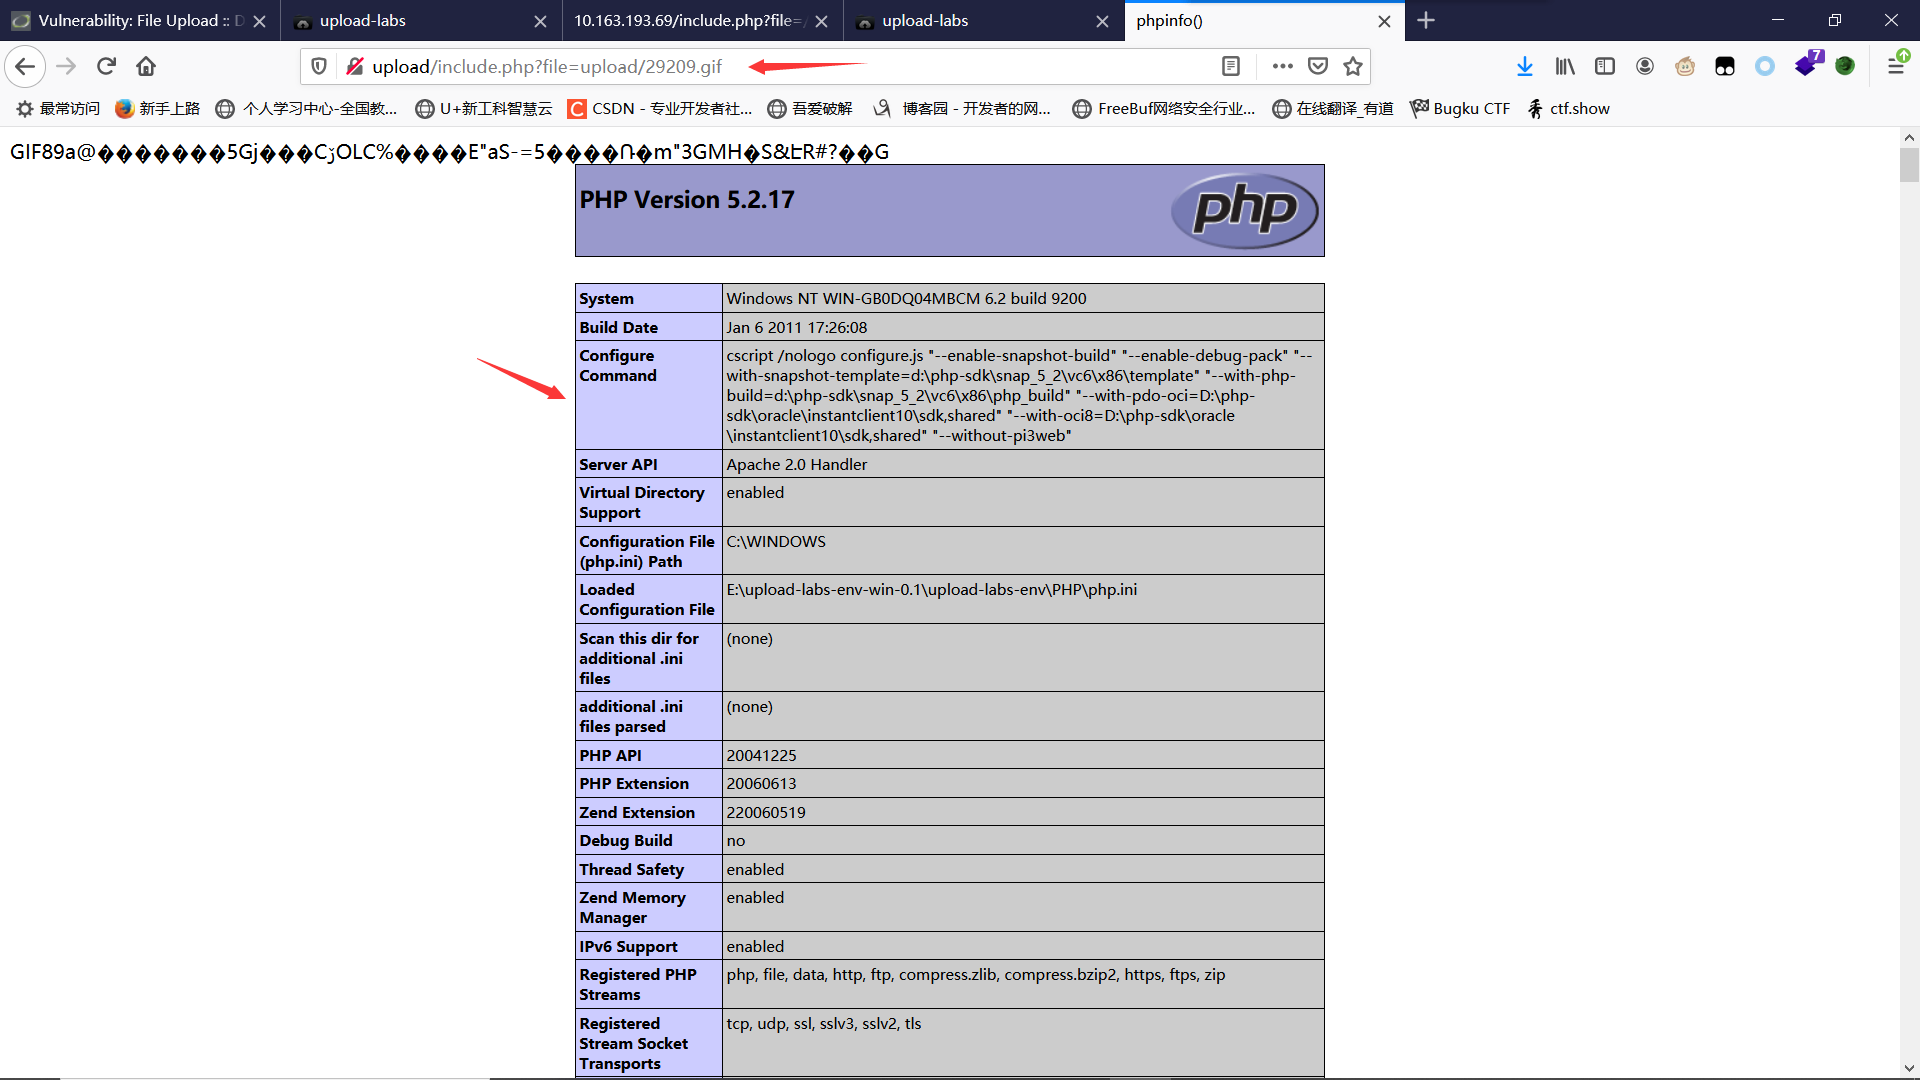 Vulnerability: File Upload :: D
upload-labs
10.163.193.69/include.php?file=/
upload-labs
phpinfo()
upload/include.php?file=upload/29209.gif
7
最常访问
新手上路
个人学习中心-全国教...
U+新工科智慧云
CSDN - 专业开发者社...
吾爱破解
博客园 - 开发者的网...
FreeBuf网络安全行业...
在线翻译_有道
Bugku CTF
ctf.show
GIF89a@�������5Gj���CڒOLC%����E"aS-=5����Ռ�m"3GMH�S&ԷR#?��G
PHP Version 5.2.17
php
System
Windows NT WIN-GB0DQ04MBCM 6.2 build 9200
Build Date
Jan 6 2011 17:26:08
Configure
Command
cscript /nologo configure.js "--enable-snapshot-build" "--enable-debug-pack" "--
with-snapshot-template=d:\php-sdk\snap_5_2\vc6\x86\template" "--with-php-
build=d:\php-sdk\snap_5_2\vc6\x86\php_build" "--with-pdo-oci=D:\php-
sdk\oracle\instantclient10\sdk,shared" "--with-oci8=D:\php-sdk\oracle
\instantclient10\sdk,shared" "--without-pi3web"
Server API
Apache 2.0 Handler
Virtual Directory
Support
enabled
Configuration File
(php.ini) Path
C:\WINDOWS
Loaded
Configuration File
E:\upload-labs-env-win-0.1\upload-labs-env\PHP\php.ini
Scan this dir for
additional .ini
files
(none)
additional .ini
files parsed
(none)
PHP API
20041225
PHP Extension
20060613
Zend Extension
220060519
Debug Build
no
Thread Safety
enabled
Zend Memory
Manager
enabled
IPv6 Support
enabled
Registered PHP
Streams
php, file, data, http, ftp, compress.zlib, compress.bzip2, https, ftps, zip
Registered
Stream Socket
Transports
tcp, udp, ssl, sslv3, sslv2, tls